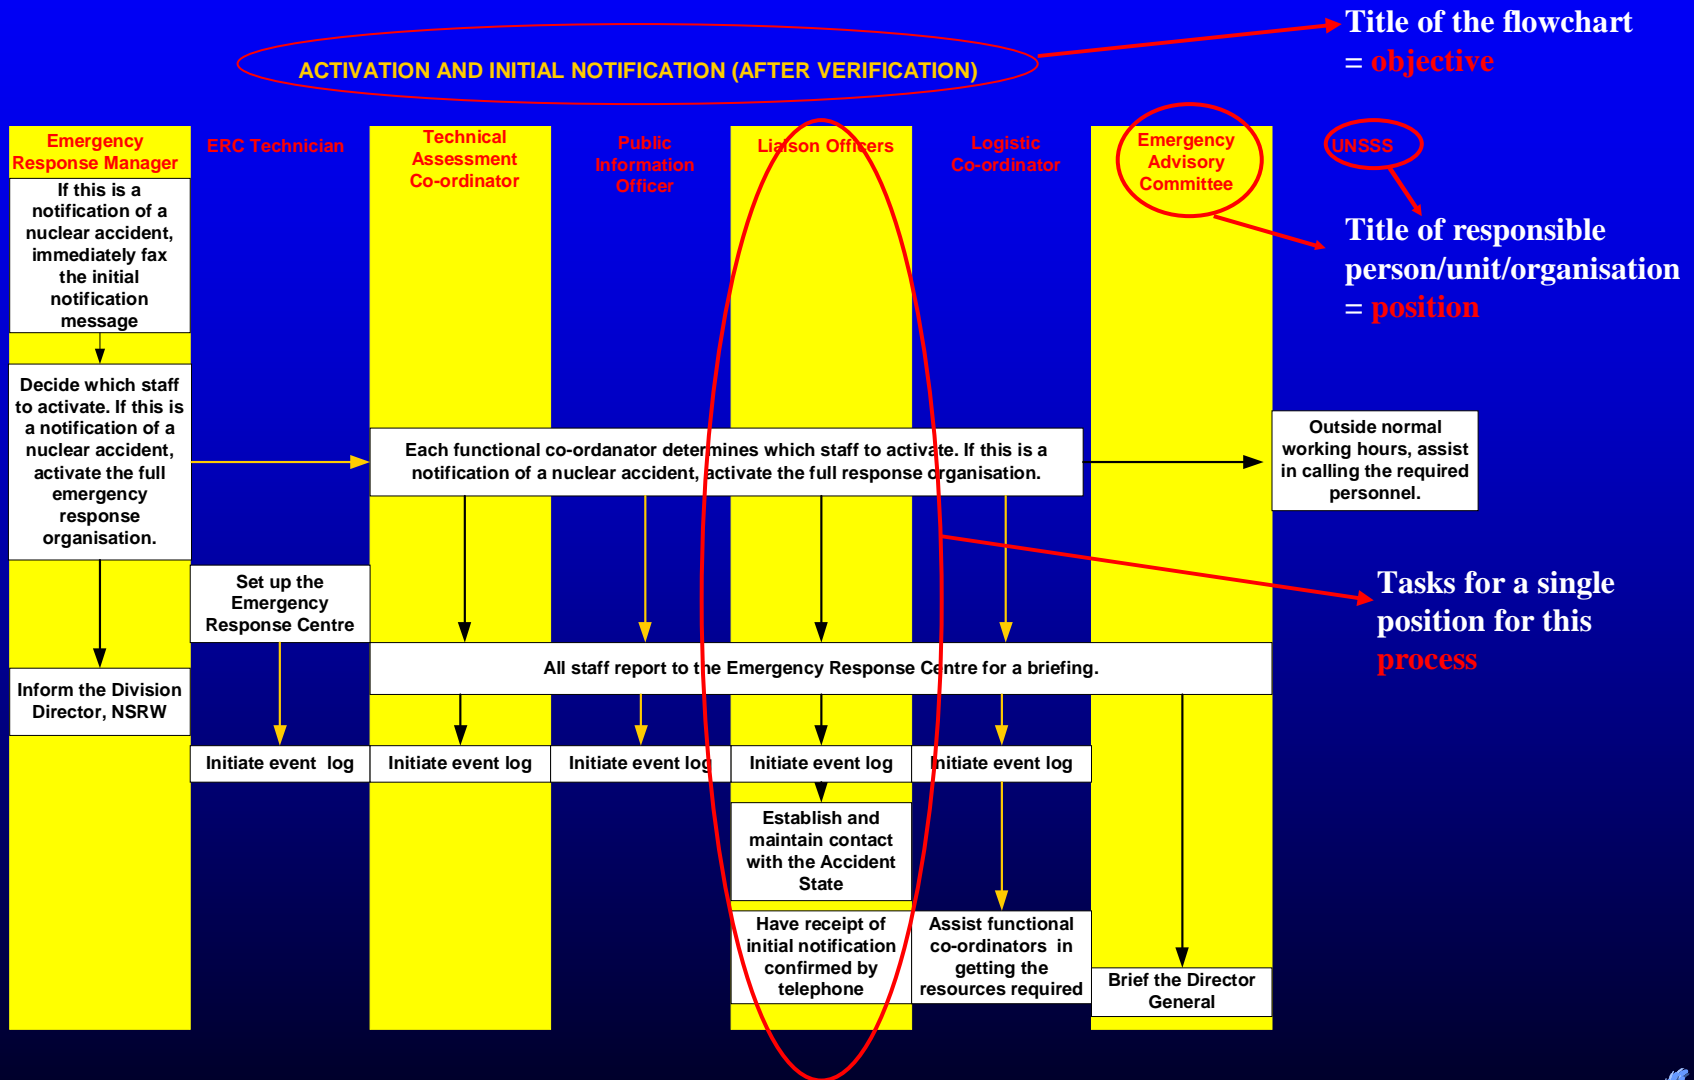 Title of the flowchart
= objective
ACTIVATION AND INITIAL NOTIFICATION (AFTER VERIFICATION)
Emergency
Response Manager
ERC Technician
Technical
Assessment
Co-ordinator
Public
Information
Officer
Liaison Officers
Logistic
Co-ordinator
Emergency
Advisory
Committee
UNSSS
Title of responsible
person/unit/organisation
= position
If this is a
notification of a
nuclear accident,
immediately fax
the initial
notification
message
Decide which staff
to activate. If this is
a notification of a
nuclear accident,
activate the full
emergency
response
organisation.
Each functional co-ordanator determines which staff to activate. If this is a
notification of a nuclear accident, activate the full response organisation.
Outside normal
working hours, assist
in calling the required
personnel.
Set up the
Emergency
Response Centre
Tasks for a single
position for this
process
All staff report to the Emergency Response Centre for a briefing.
Inform the Division
Director, NSRW
Initiate event  log
Initiate event log
Initiate event log
Initiate event log
Initiate event log
Establish and
maintain contact
with the Accident
State
Have receipt of
initial notification
confirmed by
telephone
Assist functional
co-ordinators  in
getting the
resources required
Brief the Director
General